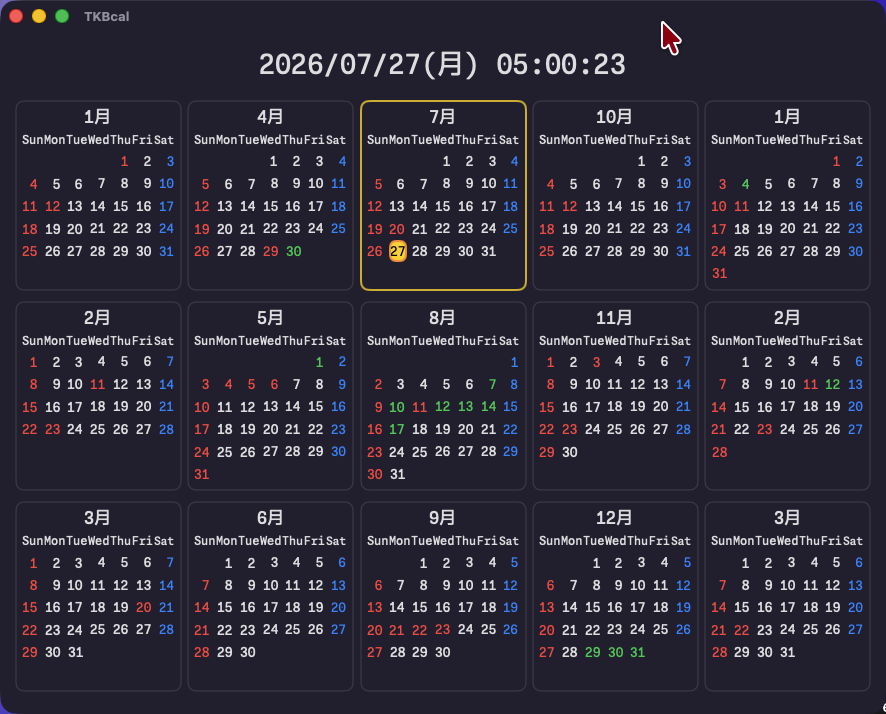 TKBcal
2026/07/27(月) 05:00:23
1月
SunMonTueWedThuFriSat
1 2 3
4 5 6 7 8 9 10
11 12 13 14 15 16 17
18 19 20 21 22 23 24
25 26 27 28 29 30 31
4月
SunMonTueWedThuFriSat
1 2 3 4
5 6 7 8 9 10 11
12 13 14 15 16 17 18
19 20 21 22 23 24 25
26 27 28 29 30
7月
SunMonTueWedThuFriSat
1 2 3 4
5 6 7 8 9 10 11
12 13 14 15 16 17 18
19 20 21 22 23 24 25
26 27 28 29 30 31
10月
SunMonTueWedThuFriSat
1 2 3
4 5 6 7 8 9 10
11 12 13 14 15 16 17
18 19 20 21 22 23 24
25 26 27 28 29 30 31
1月
SunMonTueWedThuFriSat
1 2
3 4 5 6 7 8 9
10 11 12 13 14 15 16
17 18 19 20 21 22 23
24 25 26 27 28 29 30
31
2月
SunMonTueWedThuFriSat
1 2 3 4 5 6 7
8 9 10 11 12 13 14
15 16 17 18 19 20 21
22 23 24 25 26 27 28
5月
SunMonTueWedThuFriSat
1 2
3 4 5 6 7 8 9
10 11 12 13 14 15 16
17 18 19 20 21 22 23
24 25 26 27 28 29 30
31
8月
SunMonTueWedThuFriSat
1
2 3 4 5 6 7 8
9 10 11 12 13 14 15
16 17 18 19 20 21 22
23 24 25 26 27 28 29
30 31
11月
SunMonTueWedThuFriSat
1 2 3 4 5 6 7
8 9 10 11 12 13 14
15 16 17 18 19 20 21
22 23 24 25 26 27 28
29 30
2月
SunMonTueWedThuFriSat
1 2 3 4 5 6
7 8 9 10 11 12 13
14 15 16 17 18 19 20
21 22 23 24 25 26 27
28
3月
SunMonTueWedThuFriSat
1 2 3 4 5 6 7
8 9 10 11 12 13 14
15 16 17 18 19 20 21
22 23 24 25 26 27 28
29 30 31
6月
SunMonTueWedThuFriSat
1 2 3 4 5 6
7 8 9 10 11 12 13
14 15 16 17 18 19 20
21 22 23 24 25 26 27
28 29 30
9月
SunMonTueWedThuFriSat
1 2 3 4 5
6 7 8 9 10 11 12
13 14 15 16 17 18 19
20 21 22 23 24 25 26
27 28 29 30
12月
SunMonTueWedThuFriSat
1 2 3 4 5
6 7 8 9 10 11 12
13 14 15 16 17 18 19
20 21 22 23 24 25 26
27 28 29 30 31
3月
SunMonTueWedThuFriSat
1 2 3 4 5 6
7 8 9 10 11 12 13
14 15 16 17 18 19 20
21 22 23 24 25 26 27
28 29 30 31